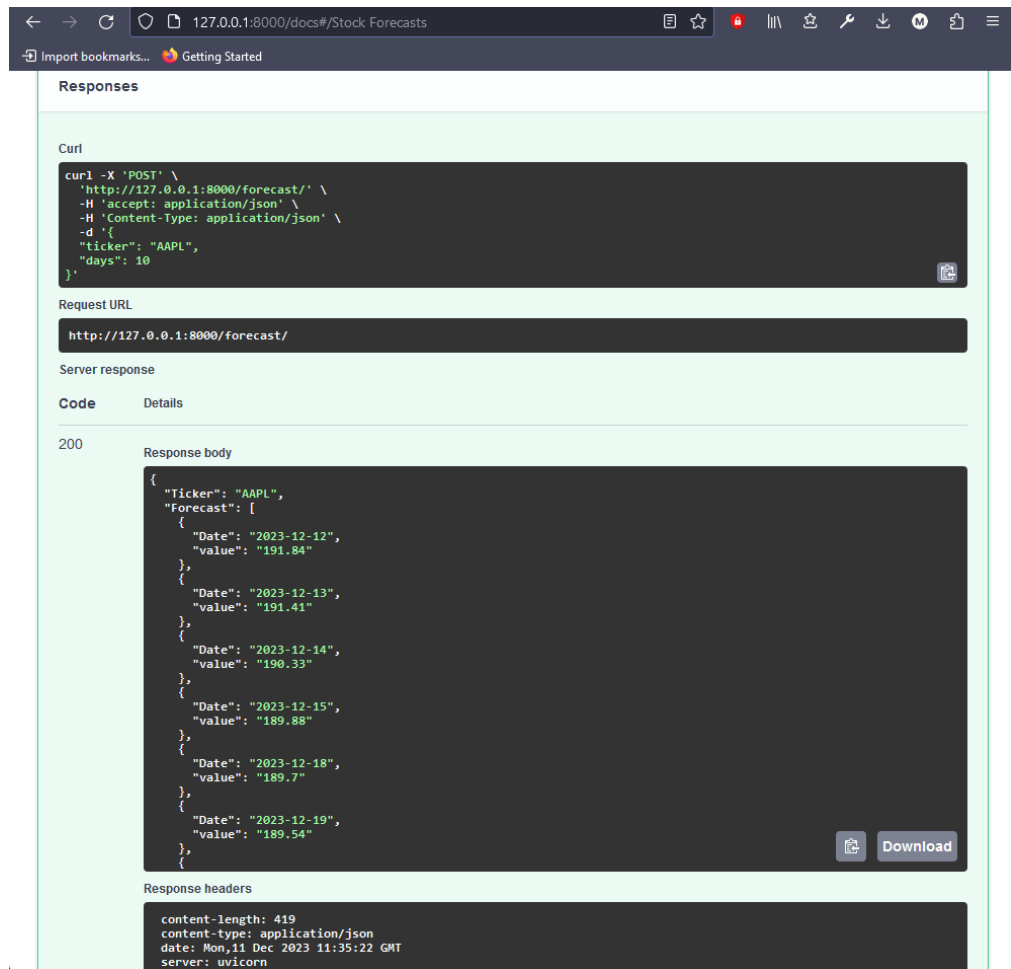 127.0.0.1:8000/docs#/Stock Forecasts
M
Import bookmarks... Getting Started
Responses
Curl
curl -X 'POST' \
'http://127.0.0.1:8000/forecast/' \
-H 'accept: application/json' \
-H 'Content-Type: application/json' \
-d '{
"ticker": "AAPL",
"days": 10
}'
Request URL
http://127.0.0.1:8000/forecast/
Server response
Code Details
200
Response body
{
"Ticker": "AAPL",
"Forecast": [
{
"Date": "2023-12-12",
"value": "191.84"
},
{
"Date": "2023-12-13",
"value": "191.41"
},
{
"Date": "2023-12-14",
"value": "190.33"
},
{
"Date": "2023-12-15",
"value": "189.88"
},
{
"Date": "2023-12-18",
"value": "189.7"
},
{
"Date": "2023-12-19",
"value": "189.54"
},
{
Download
Response headers
content-length: 419
content-type: application/json
date: Mon,11 Dec 2023 11:35:22 GMT
server: uvicorn